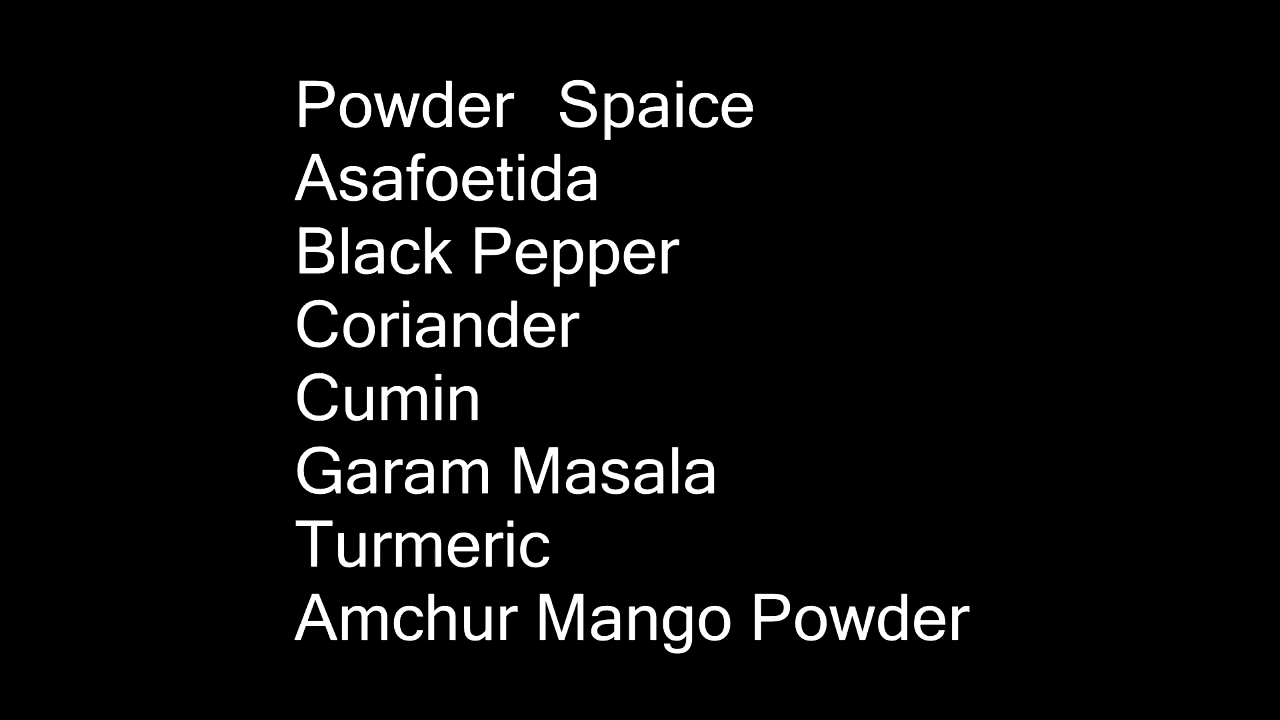 Powder  Spaice
Asafoetida
Black Pepper
Coriander
Cumin
Garam Masala
Turmeric
Amchur Mango Powder